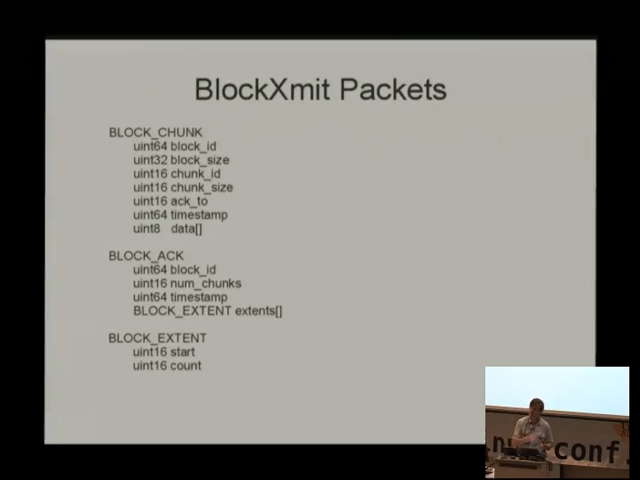 BlockXmit Packets
BLOCK_CHUNK
uint64 block_id
uint32 block_size
uint16 chunk_id
uint16 chunk_size
uint16 ack_to
uint64 timestamp
uint8 data[]
BLOCK_ACK
uint64 block_id
uint16 num_chunks
uint64 timestamp
BLOCK_EXTENT extents[]
BLOCK_EXTENT
uint16 start
uint16 count
conf.